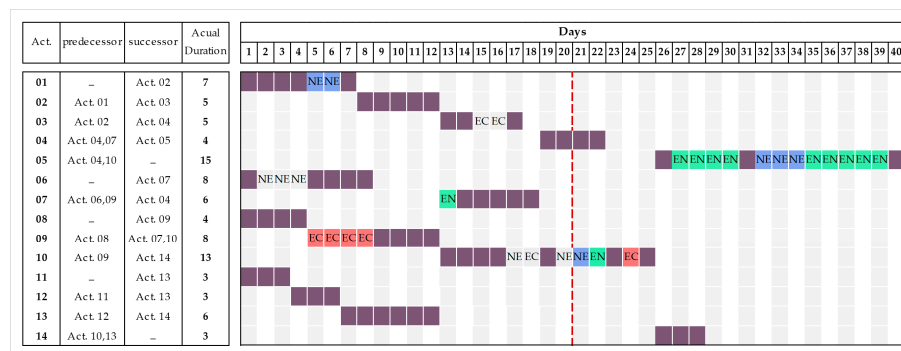 Act. predecessor successor Acual Duration Days
1 2 3 4 5 6 7 8 9 10 11 12 13 14 15 16 17 18 19 20 21 22 23 24 25 26 27 28 29 30 31 32 33 34 35 36 37 38 39 40
01 – Act. 02 7 NE NE
02 Act. 01 Act. 03 5
03 Act. 02 Act. 04 5 EC EC
04 Act. 04,07 Act. 05 4
05 Act. 04,10 – 15 EN EN EN EN NE NE NE EN EN EN EN EN
06 – Act. 07 8 NE NE NE
07 Act. 06,09 Act. 04 6 EN
08 – Act. 09 4
09 Act. 08 Act. 07,10 8 EC EC EC EC
10 Act. 09 Act. 14 13 NE EC NE NE EN EC
11 – Act. 13 3
12 Act. 11 Act. 13 3
13 Act. 12 Act. 14 6
14 Act. 10,13 – 3